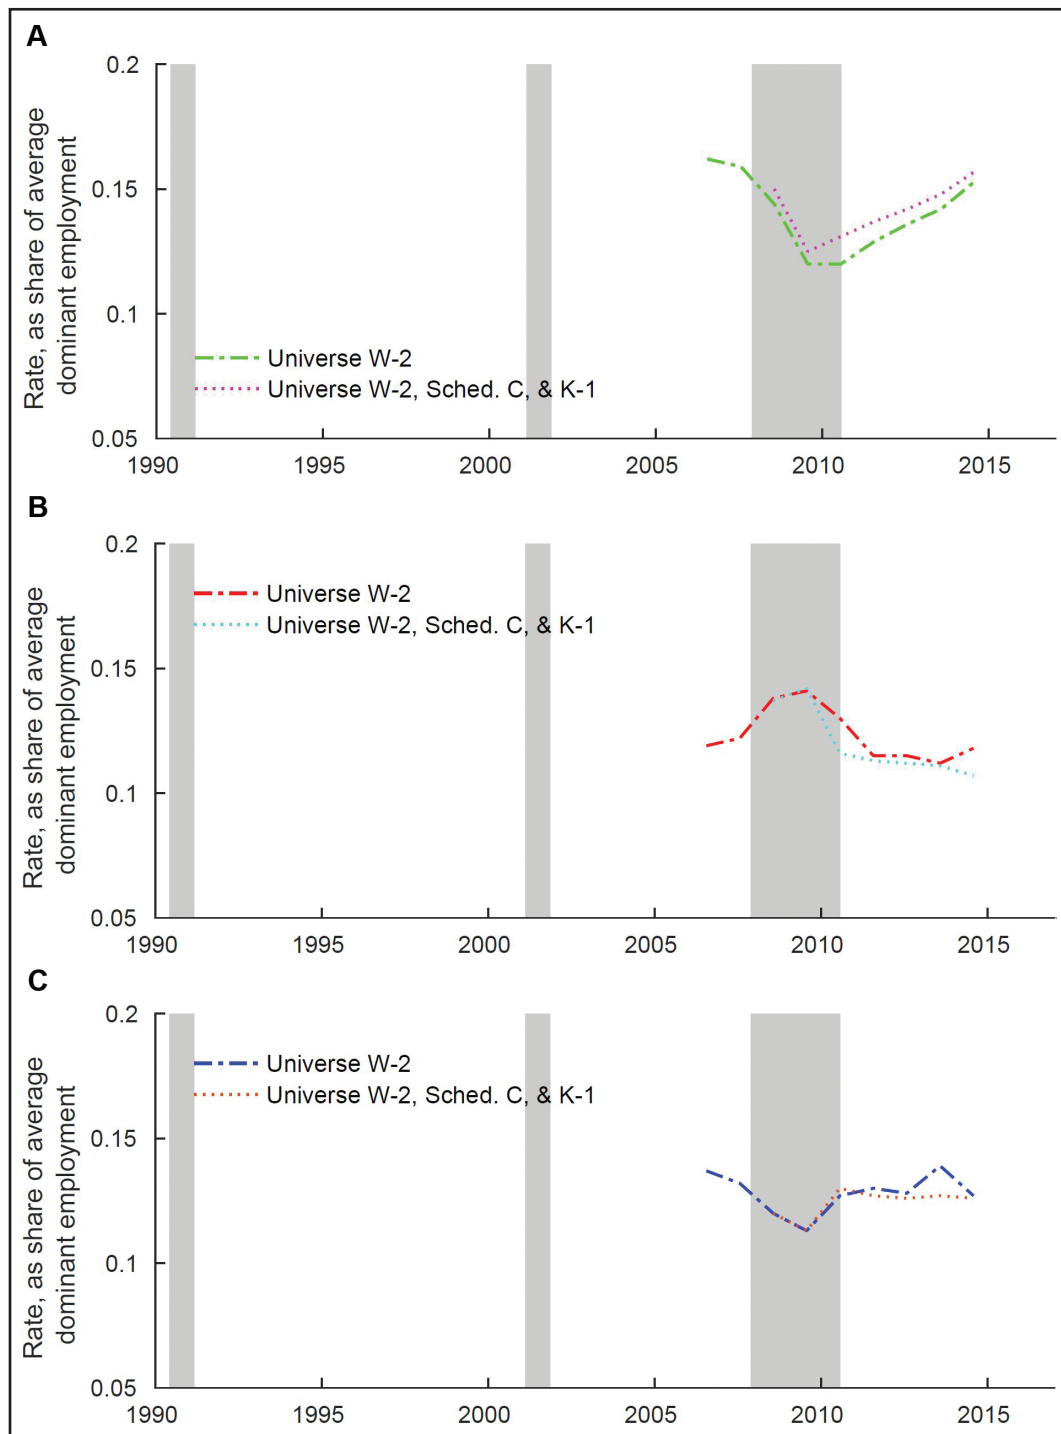 A
Rate, as share of average
dominant employment
0.2
0.15
0.1
0.05
Universe W-2
Universe W-2, Sched. C, & K-1
1990 1995 2000 2005 2010 2015
B
Rate, as share of average
dominant employment
0.2
0.15
0.1
0.05
Universe W-2
Universe W-2, Sched. C, & K-1
1990 1995 2000 2005 2010 2015
C
Rate, as share of average
dominant employment
0.2
0.15
0.1
0.05
Universe W-2
Universe W-2, Sched. C, & K-1
1990 1995 2000 2005 2010 2015